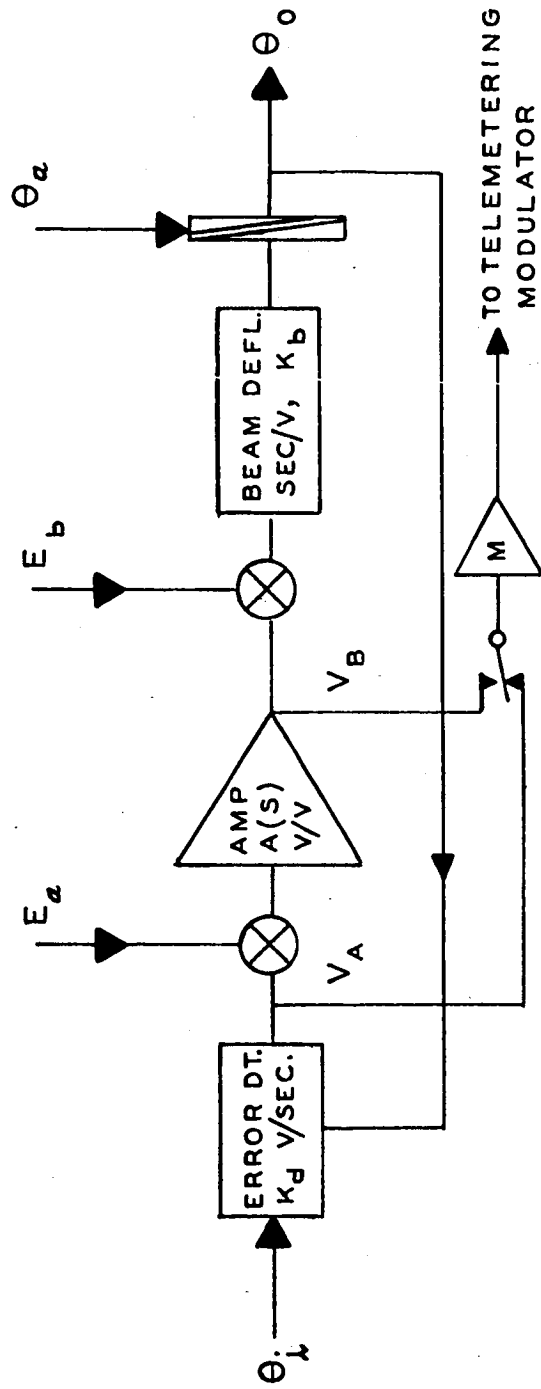 θi
ERROR DT.
Kd V/SEC.
VA
Ea
AMP
A(S)
V/V
VB
Eb
BEAM DEFL.
SEC/V, Kb
θa
θo
M
TO TELEMETERING
MODULATOR